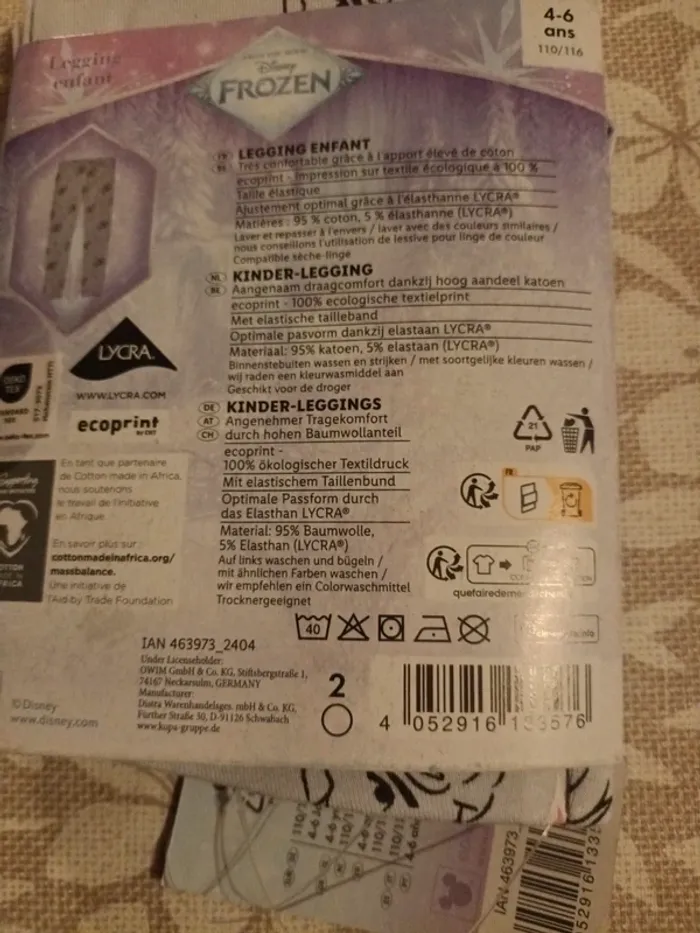 4-6
ans
110/116
Legging
enfant
Disney
FROZEN
FR LEGGING ENFANT
BE Très confortable grâce à l'apport élevé de coton
ecoprint - Impression sur textile écologique à 100 %
Taille élastique
Ajustement optimal grâce à l'élasthanne LYCRA®
Matières : 95 % coton, 5 % élasthanne (LYCRA®)
Laver et repasser à l'envers / laver avec des couleurs similaires /
nous conseillons l'utilisation de lessive pour linge de couleur
Compatible sèche-linge
NL KINDER-LEGGING
BE Aangenaam draagcomfort dankzij hoog aandeel katoen
ecoprint - 100% ecologische textielprint
Met elastische tailleband
Optimale pasvorm dankzij elastaan LYCRA®
Materiaal: 95% katoen, 5% elastaan (LYCRA®)
Binnenstebuiten wassen en strijken / met soortgelijke kleuren wassen /
wij raden een kleurwasmiddel aan
Geschikt voor de droger
DE KINDER-LEGGINGS
AT Angenehmer Tragekomfort
CH durch hohen Baumwollanteil
ecoprint -
100% ökologischer Textildruck
Mit elastischem Taillenbund
Optimale Passform durch
das Elasthan LYCRA®
Material: 95% Baumwolle,
5% Elasthan (LYCRA®)
Auf links waschen und bügeln /
mit ähnlichen Farben waschen /
wir empfehlen ein Colorwaschmittel
Trocknergeeignet
LYCRA.
WWW.LYCRA.COM
ecoprint
En tant que partenaire
de Cotton made in Africa,
nous soutenons
le travail de l'initiative
en Afrique.
En savoir plus sur :
cottonmadeinafrica.org/
massbalance.
Une initiative de
l'Aid by Trade Foundation
21
PAP
FR
40
IAN 463973_2404
Under Licenseholder:
OWIM GmbH & Co. KG, Stiftsbergstraße 1,
74167 Neckarsulm, GERMANY
Manufacturer:
Distra Warenhandelsges. mbH & Co. KG,
Fürther Straße 30, D-91126 Schwabach
www.kupa-gruppe.de
2
© Disney
www.disney.com
4 052916 133576
IAN 463973